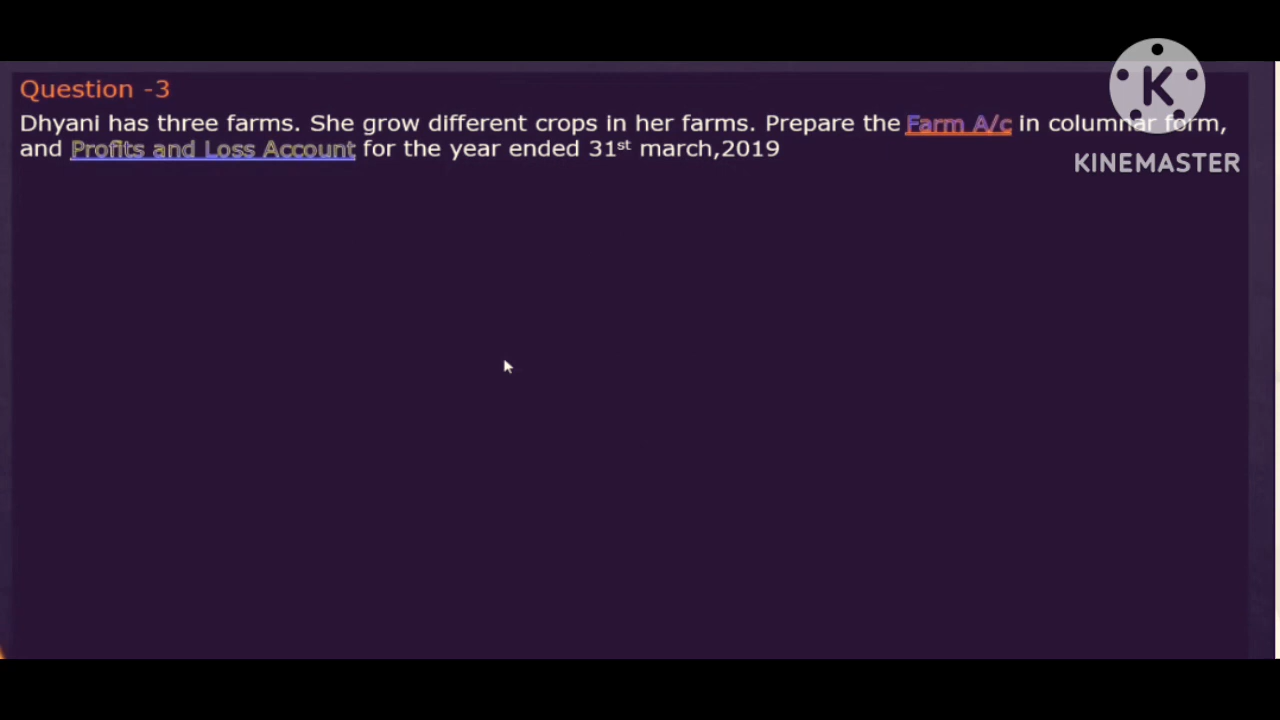 Question -3
Dhyani has three farms. She grow different crops in her farms. Prepare the Farm A/c in columnar form,
and Profits and Loss Account for the year ended 31st march,2019
K
KINEMASTER